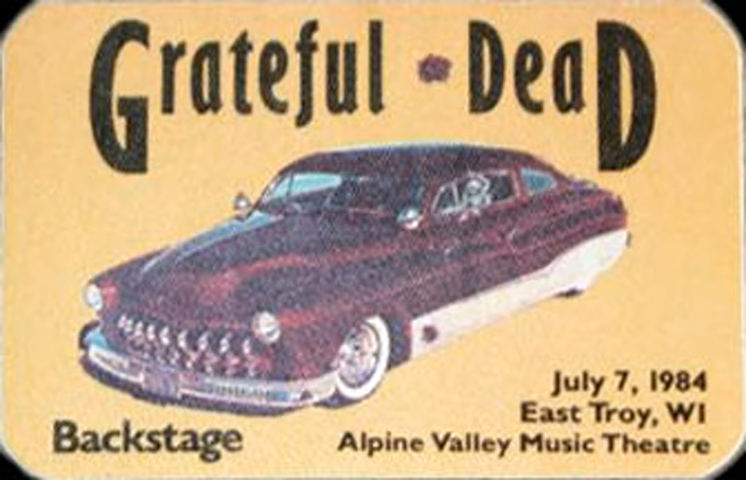 Grateful DeaD
July 7, 1984
East Troy, WI
Backstage
Alpine Valley Music Theatre